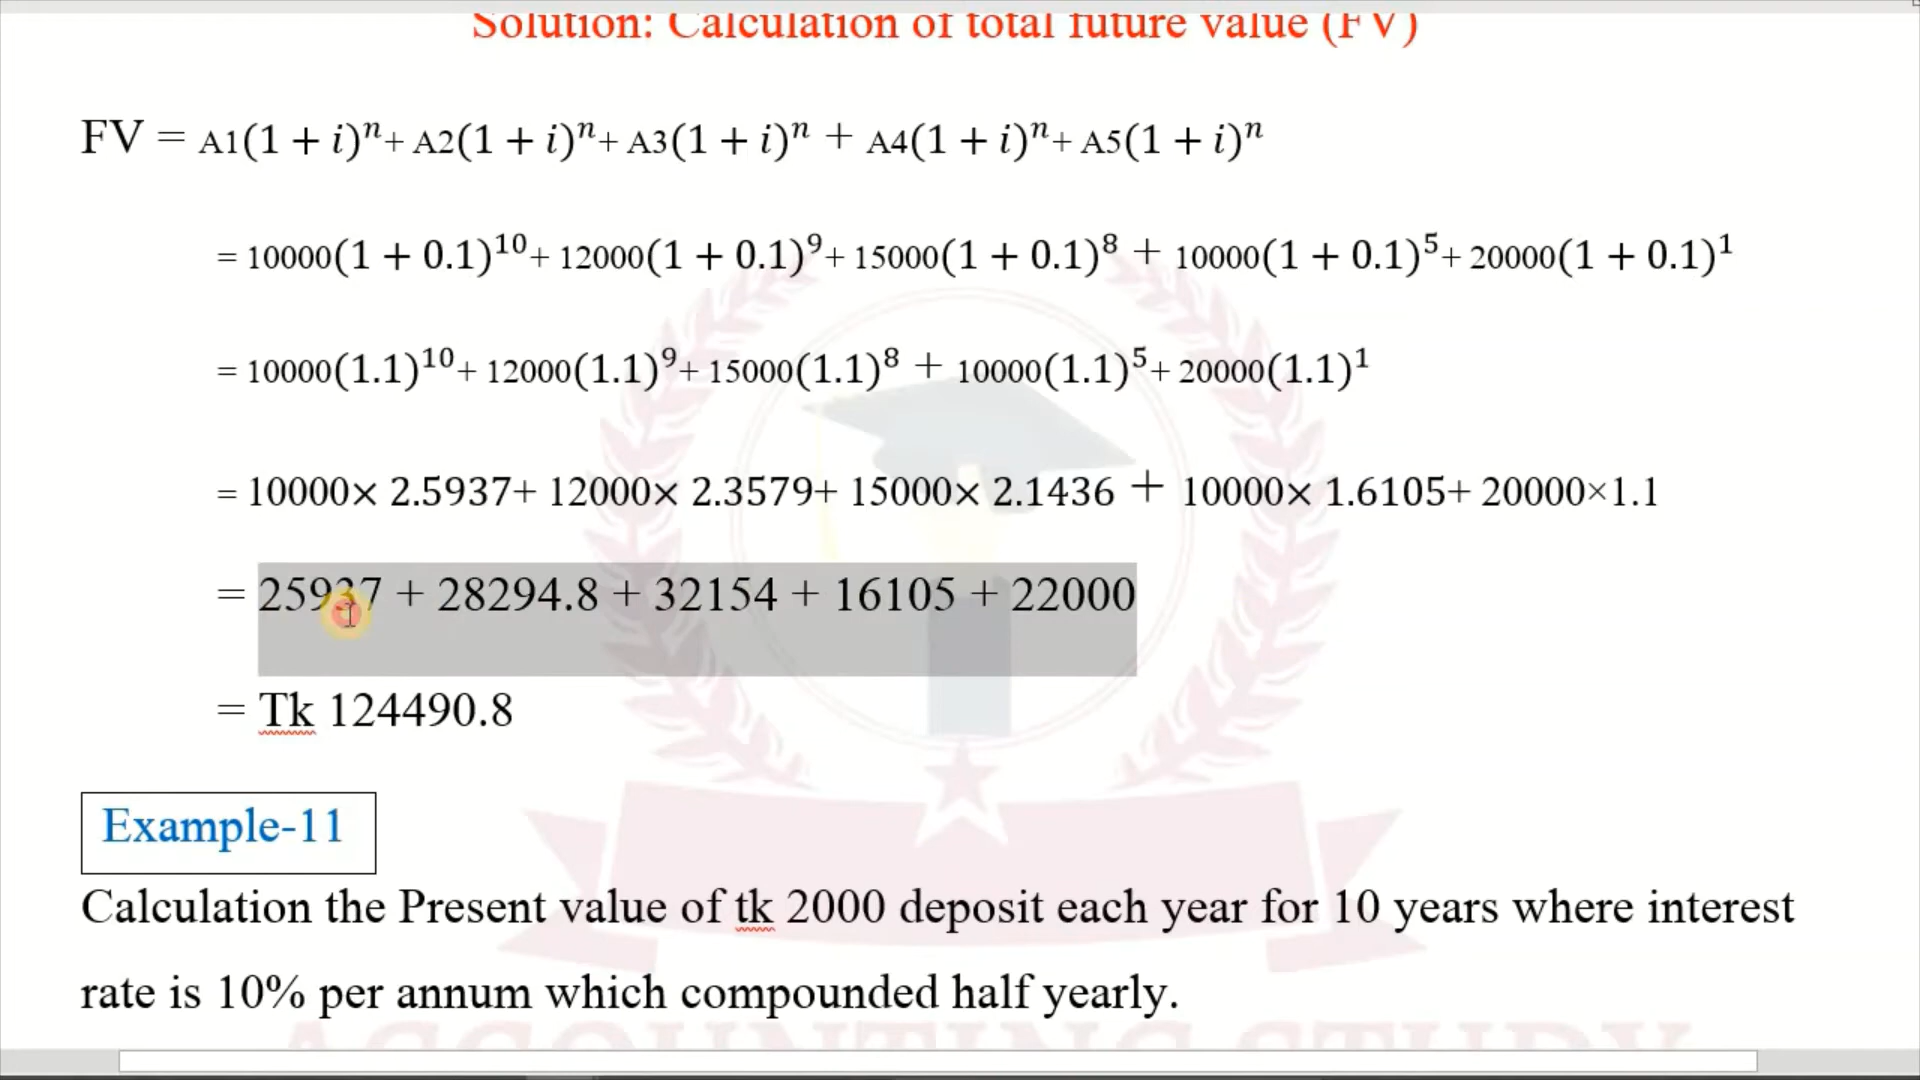 Solution: Calculation of total future value (FV)
FV = A1(1 + i)ⁿ+ A2(1 + i)ⁿ+ A3(1 + i)ⁿ + A4(1 + i)ⁿ+ A5(1 + i)ⁿ
= 10000(1 + 0.1)¹⁰+ 12000(1 + 0.1)⁹+ 15000(1 + 0.1)⁸ + 10000(1 + 0.1)⁵+ 20000(1 + 0.1)¹
= 10000(1.1)¹⁰+ 12000(1.1)⁹+ 15000(1.1)⁸ + 10000(1.1)⁵+ 20000(1.1)¹
= 10000× 2.5937+ 12000× 2.3579+ 15000× 2.1436 + 10000× 1.6105+ 20000×1.1
= 25937 + 28294.8 + 32154 + 16105 + 22000
= Tk 124490.8
Example-11
Calculation the Present value of tk 2000 deposit each year for 10 years where interest
rate is 10% per annum which compounded half yearly.
ACCOUNTING STUDY